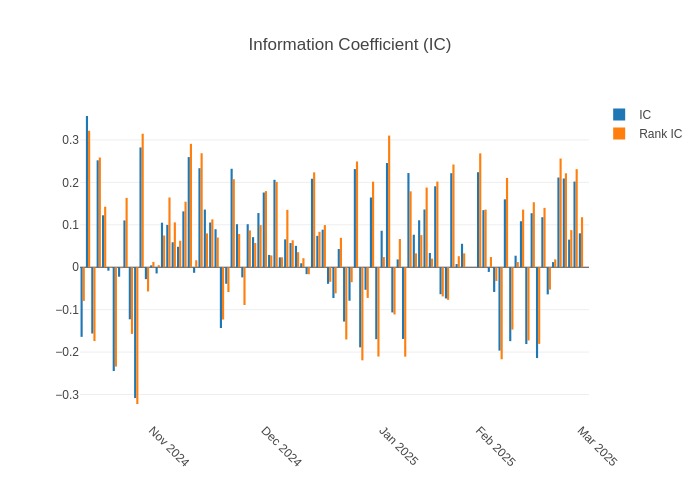 Information Coefficient (IC)
IC
Rank IC
0.3
0.2
0.1
0
−0.1
−0.2
−0.3
Nov 2024
Dec 2024
Jan 2025
Feb 2025
Mar 2025